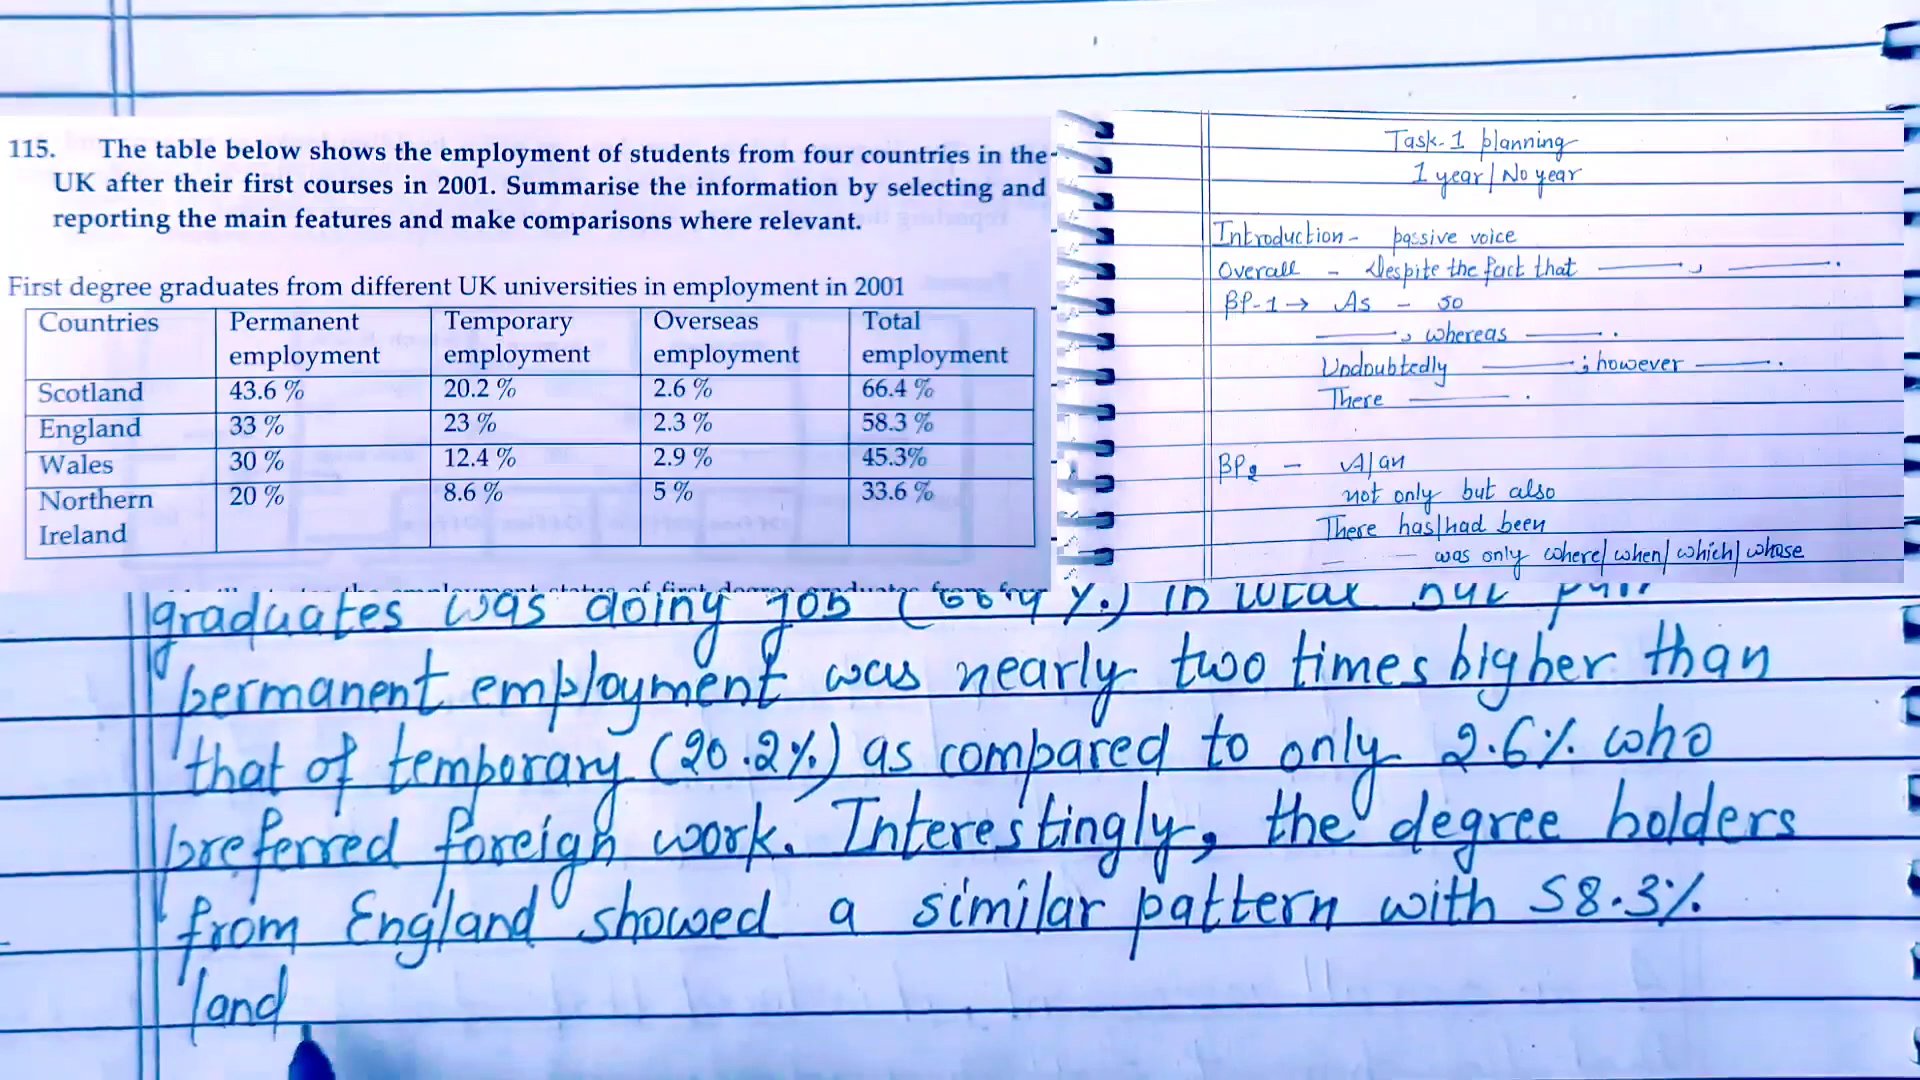 115. The table below shows the employment of students from four countries in the
UK after their first courses in 2001. Summarise the information by selecting and
reporting the main features and make comparisons where relevant.
First degree graduates from different UK universities in employment in 2001
Countries Permanent employment Temporary employment Overseas employment Total employment
Scotland 43.6 % 20.2 % 2.6 % 66.4 %
England 33 % 23 % 2.3 % 58.3 %
Wales 30 % 12.4 % 2.9 % 45.3%
Northern Ireland 20 % 8.6 % 5 % 33.6 %
Task-1 planning
1 year/No year
Introduction - passive voice
Overall - Despite the fact that ——, ——.
BP-1 → As - so
——, whereas ——.
Undoubtedly ——; however ——.
There ——.
BP2 - A/an
not only but also
There has/had been
—— was only where/when/which/whose
graduates was doing job (66.4 %) in total but
permanent employment was nearly two times higher than
that of temporary (20.2%) as compared to only 2.6% who
preferred foreign work. Interestingly, the degree holders
from England showed a similar pattern with 58.3%
and